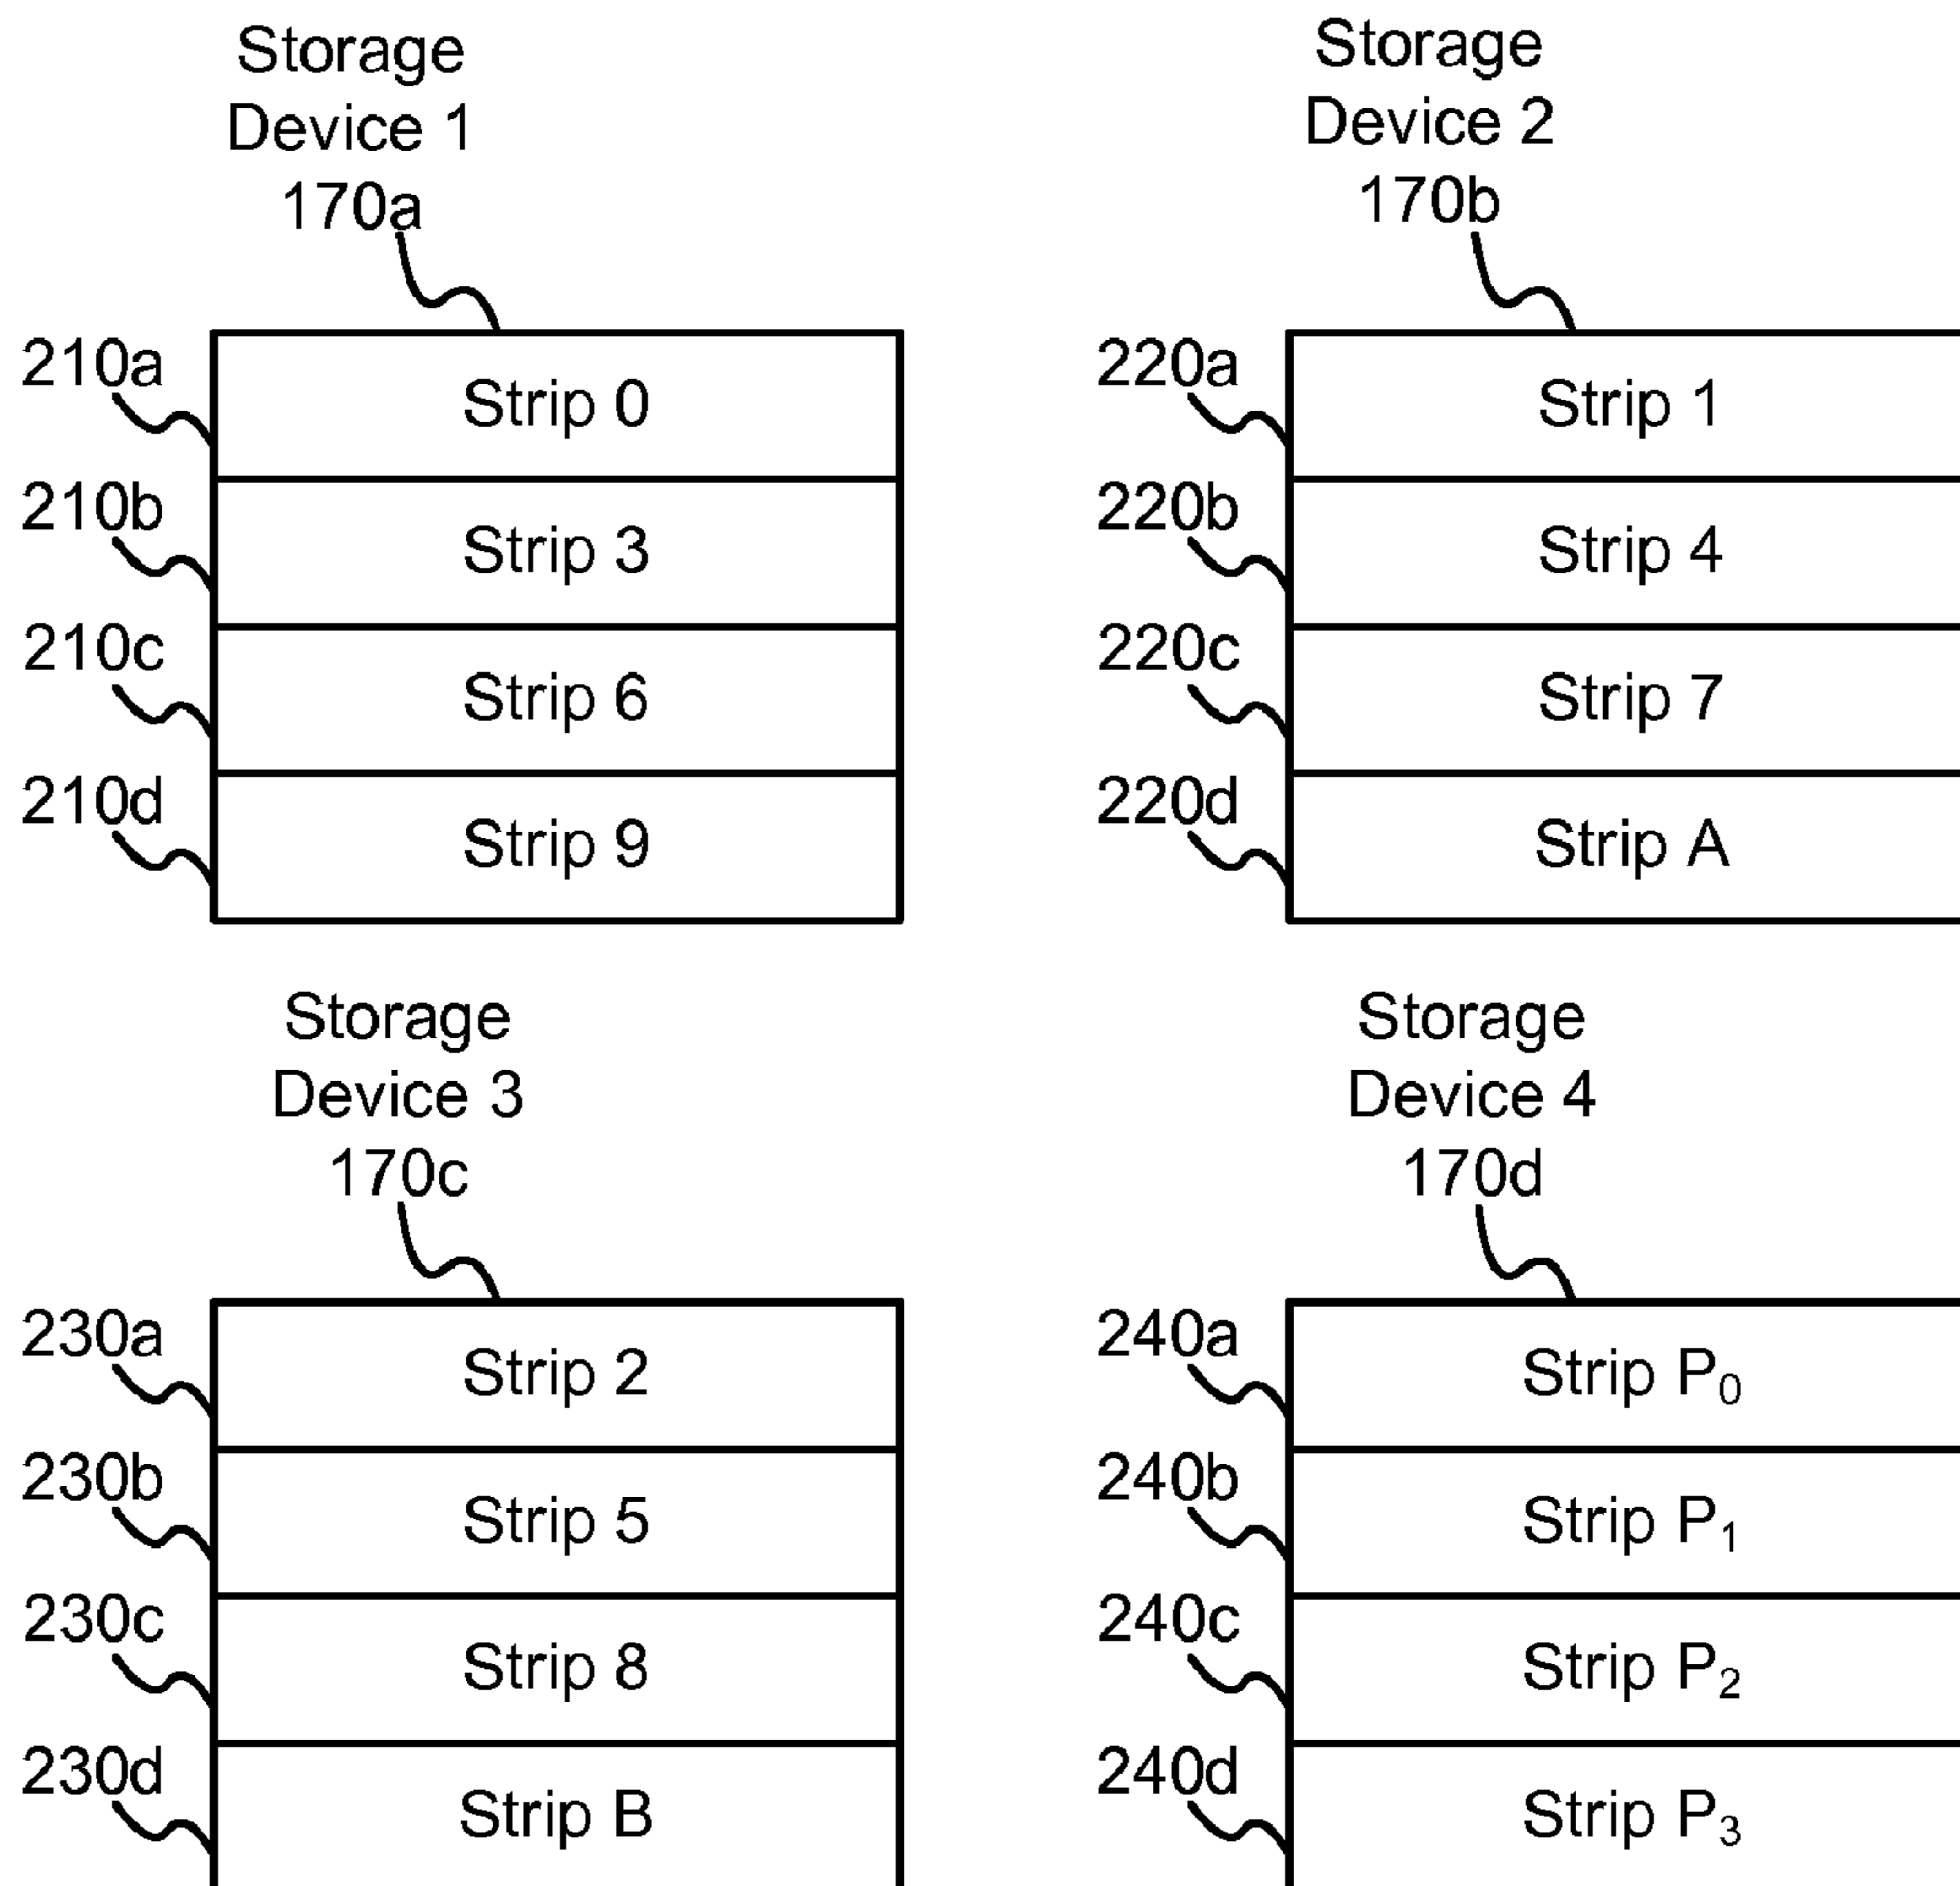 Storage
Device 1
170a
210a
Strip 0
210b
Strip 3
210c
Strip 6
210d
Strip 9
Storage
Device 2
170b
220a
Strip 1
220b
Strip 4
220c
Strip 7
220d
Strip A
Storage
Device 3
170c
230a
Strip 2
230b
Strip 5
230c
Strip 8
230d
Strip B
Storage
Device 4
170d
240a
Strip P₀
240b
Strip P₁
240c
Strip P₂
240d
Strip P₃